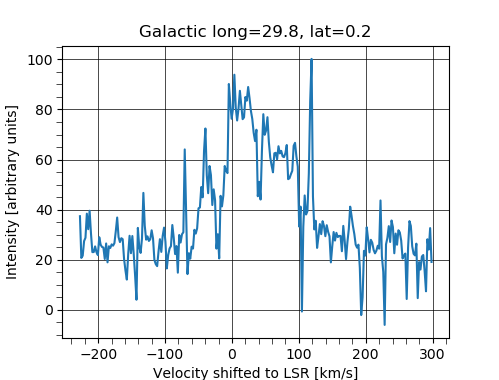 Galactic long=29.8, lat=0.2
Intensity [arbitrary units]
100
80
60
40
20
0
−200 −100 0 100 200 300
Velocity shifted to LSR [km/s]